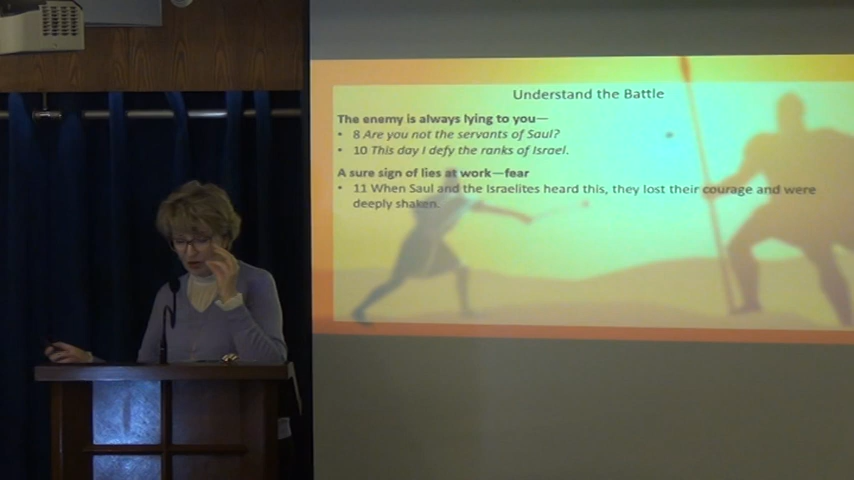 Understand the Battle
The enemy is always lying to you—
• 8 Are you not the servants of Saul?
• 10 This day I defy the ranks of Israel.
A sure sign of lies at work—fear
• 11 When Saul and the Israelites heard this, they lost their courage and were
deeply shaken.